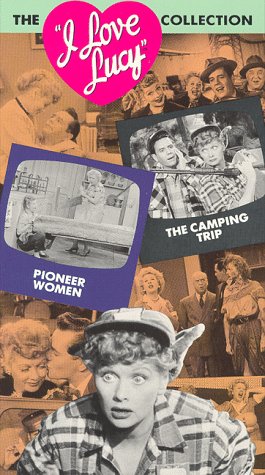 THE "I Love Lucy" COLLECTION
THE CAMPING
TRIP
PIONEER
WOMEN